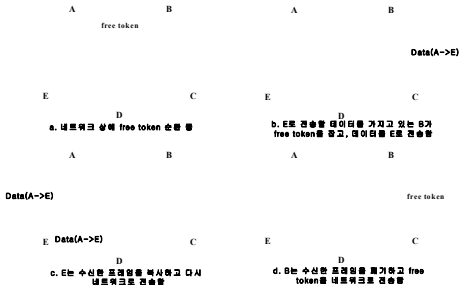 A B
free token
E C
D
a. 네트워크 상에 free token 순환 중
A B
Data(A->E)
E C
D
b. E로 전송할 데이터를 가지고 있는 B가
free token을 잡고, 데이터를 E로 전송함
A B
Data(A->E)
E Data(A->E) C
D
c. E는 수신한 프레임을 복사하고 다시
네트워크로 전송함
A B
free token
E C
D
d. B는 수신한 프레임을 폐기하고 free
token을 네트워크로 전송함